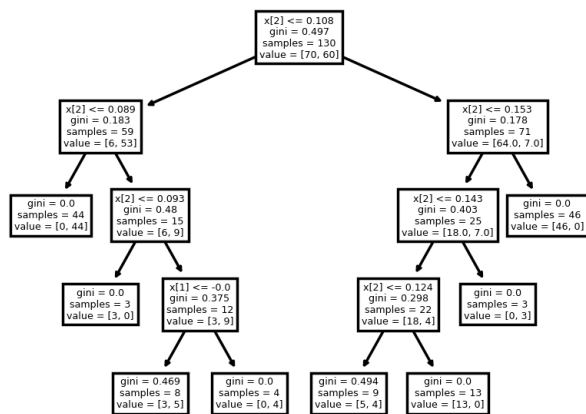 x[2] <= 0.108
gini = 0.497
samples = 130
value = [70, 60]
x[2] <= 0.089
gini = 0.183
samples = 59
value = [6, 53]
x[2] <= 0.153
gini = 0.178
samples = 71
value = [64.0, 7.0]
gini = 0.0
samples = 44
value = [0, 44]
x[2] <= 0.093
gini = 0.48
samples = 15
value = [6, 9]
x[2] <= 0.143
gini = 0.403
samples = 25
value = [18.0, 7.0]
gini = 0.0
samples = 46
value = [46, 0]
gini = 0.0
samples = 3
value = [3, 0]
x[1] <= -0.0
gini = 0.375
samples = 12
value = [3, 9]
x[2] <= 0.124
gini = 0.298
samples = 22
value = [18, 4]
gini = 0.0
samples = 3
value = [0, 3]
gini = 0.469
samples = 8
value = [3, 5]
gini = 0.0
samples = 4
value = [0, 4]
gini = 0.494
samples = 9
value = [5, 4]
gini = 0.0
samples = 13
value = [13, 0]